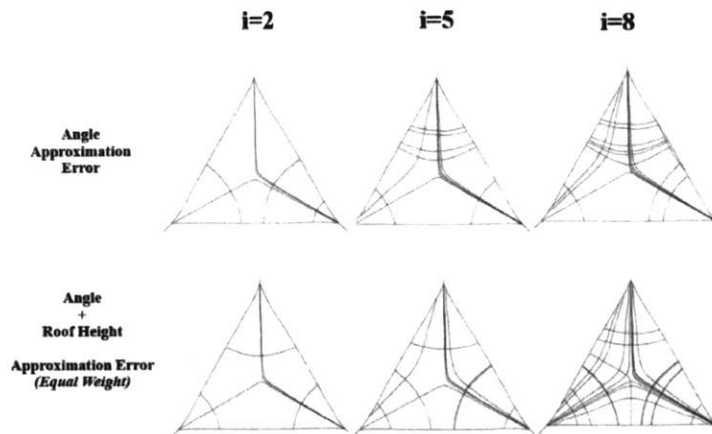 i=2 i=5 i=8
Angle
Approximation
Error
Angle
+
Roof Height
Approximation Error
(Equal Weight)